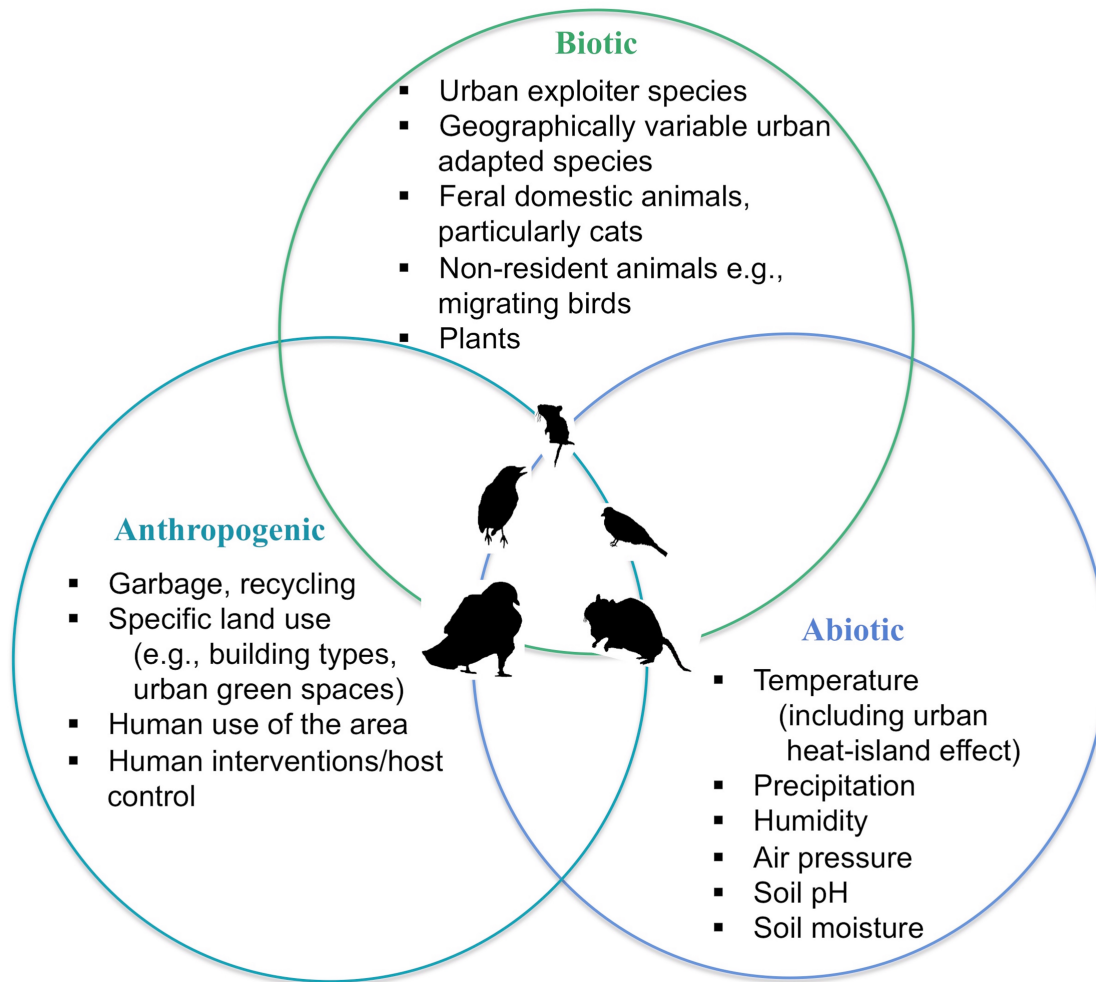 Biotic
▪ Urban exploiter species
▪ Geographically variable urban
adapted species
▪ Feral domestic animals,
particularly cats
▪ Non-resident animals e.g.,
migrating birds
▪ Plants
Anthropogenic
▪ Garbage, recycling
▪ Specific land use
(e.g., building types,
urban green spaces)
▪ Human use of the area
▪ Human interventions/host
control
Abiotic
▪ Temperature
(including urban
heat-island effect)
▪ Precipitation
▪ Humidity
▪ Air pressure
▪ Soil pH
▪ Soil moisture